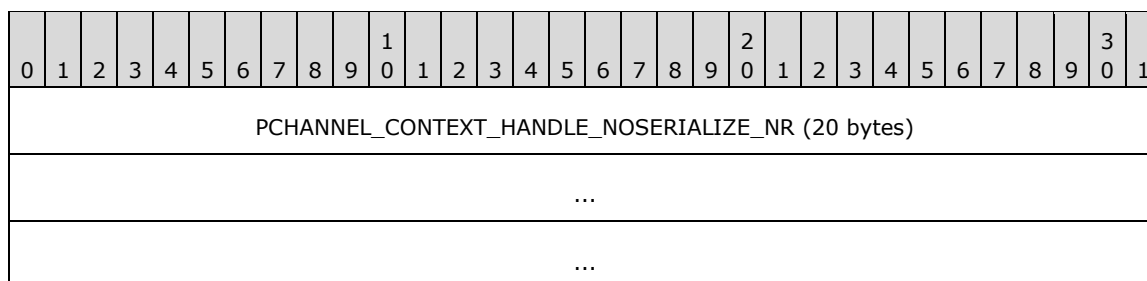 1 2 3
0 1 2 3 4 5 6 7 8 9 0 1 2 3 4 5 6 7 8 9 0 1 2 3 4 5 6 7 8 9 0 1
PCHANNEL_CONTEXT_HANDLE_NOSERIALIZE_NR (20 bytes)
...
...